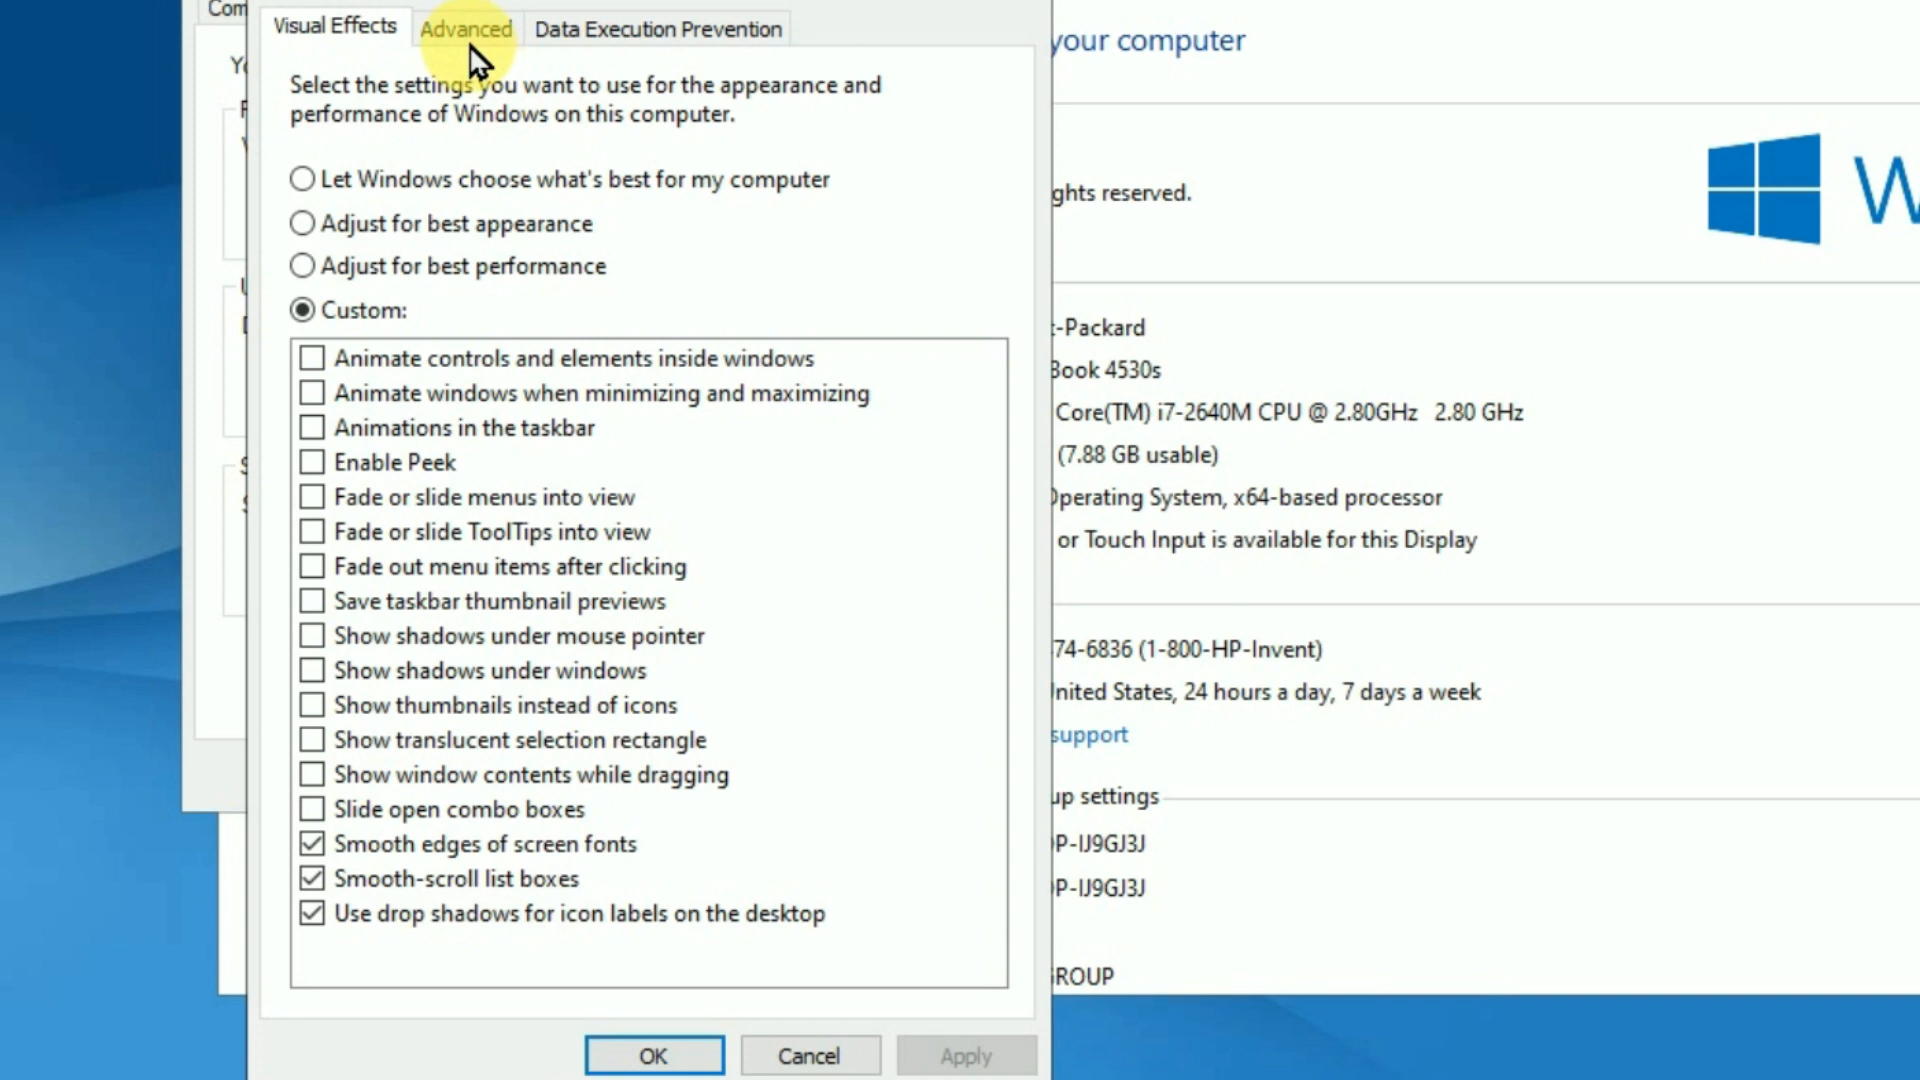 Com
Visual Effects
Advanced
Data Execution Prevention
Select the settings you want to use for the appearance and
performance of Windows on this computer.
Let Windows choose what's best for my computer
Adjust for best appearance
Adjust for best performance
Custom:
Animate controls and elements inside windows
Animate windows when minimizing and maximizing
Animations in the taskbar
Enable Peek
Fade or slide menus into view
Fade or slide ToolTips into view
Fade out menu items after clicking
Save taskbar thumbnail previews
Show shadows under mouse pointer
Show shadows under windows
Show thumbnails instead of icons
Show translucent selection rectangle
Show window contents while dragging
Slide open combo boxes
Smooth edges of screen fonts
Smooth-scroll list boxes
Use drop shadows for icon labels on the desktop
OK
Cancel
Apply
your computer
ghts reserved.
W
t-Packard
Book 4530s
Core(TM) i7-2640M CPU @ 2.80GHz 2.80 GHz
(7.88 GB usable)
Operating System, x64-based processor
or Touch Input is available for this Display
74-6836 (1-800-HP-Invent)
United States, 24 hours a day, 7 days a week
support
up settings
OP-IJ9GJ3J
OP-IJ9GJ3J
GROUP